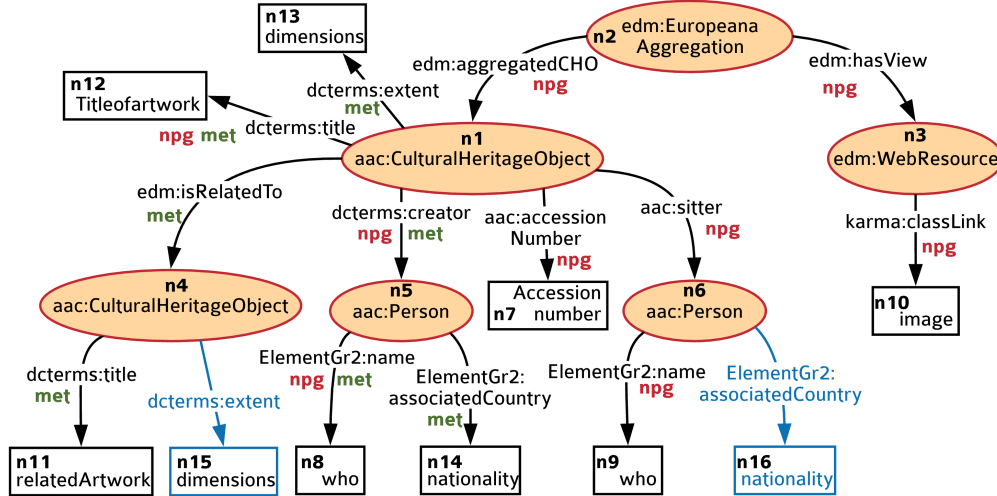 n13
dimensions
n2 edm:Europeana
Aggregation
edm:aggregatedCHO
npg
edm:hasView
npg
n12
Titleofartwork
dcterms:extent
met
npg met
dcterms:title
n1
aac:CulturalHeritageObject
n3
edm:WebResource
edm:isRelatedTo
met
dcterms:creator
npg met
aac:accession
Number
npg
aac:sitter
npg
karma:classLink
npg
n4
aac:CulturalHeritageObject
n5
aac:Person
Accession
n7 number
n6
aac:Person
n10
image
dcterms:title
met
dcterms:extent
ElementGr2:name
npg met
ElementGr2:
associatedCountry
met
ElementGr2:name
npg
ElementGr2:
associatedCountry
n11
relatedArtwork
n15
dimensions
n8
who
n14
nationality
n9
who
n16
nationality